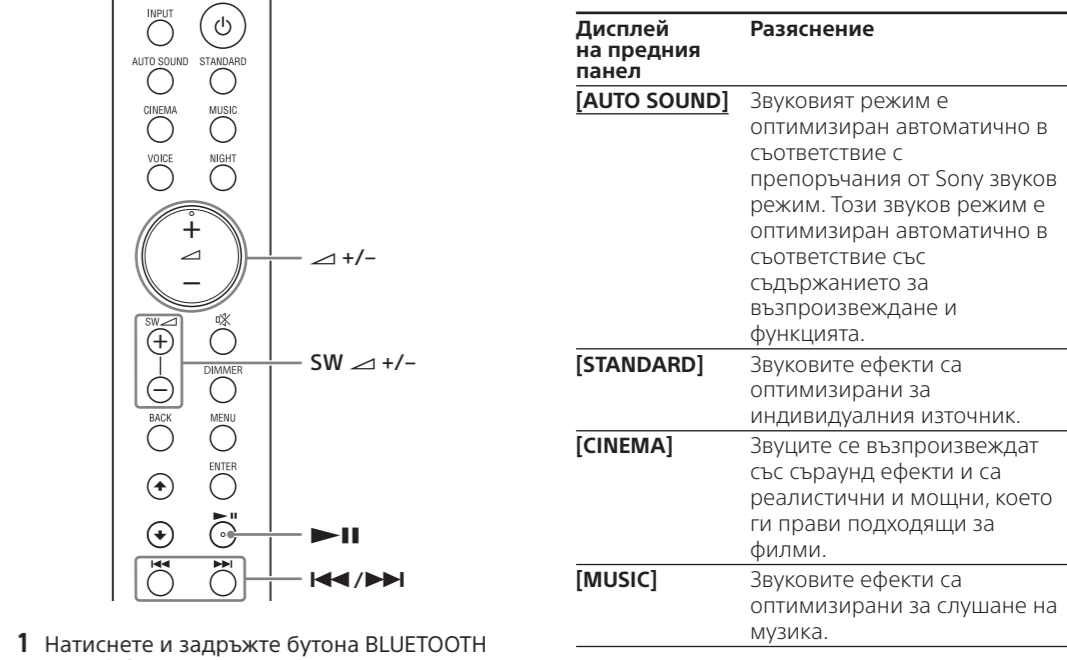 INPUT
AUTO SOUND STANDARD
CINEMA MUSIC
VOICE NIGHT
+
–
+/–
SW
SW +/–
DIMMER
BACK MENU
ENTER
1 Натиснете и задръжте бутона BLUETOOTH
Дисплей
на предния
панел
Разяснение
[AUTO SOUND] Звуковият режим е
оптимизиран автоматично в
съответствие с
препоръчания от Sony звуков
режим. Този звуков режим е
оптимизиран автоматично в
съответствие със
съдържанието за
възпроизвеждане и
функцията.
[STANDARD] Звуковите ефекти са
оптимизирани за
индивидуалния източник.
[CINEMA] Звуците се възпроизвеждат
със съраунд ефекти и са
реалистични и мощни, което
ги прави подходящи за
филми.
[MUSIC] Звуковите ефекти са
оптимизирани за слушане на
музика.